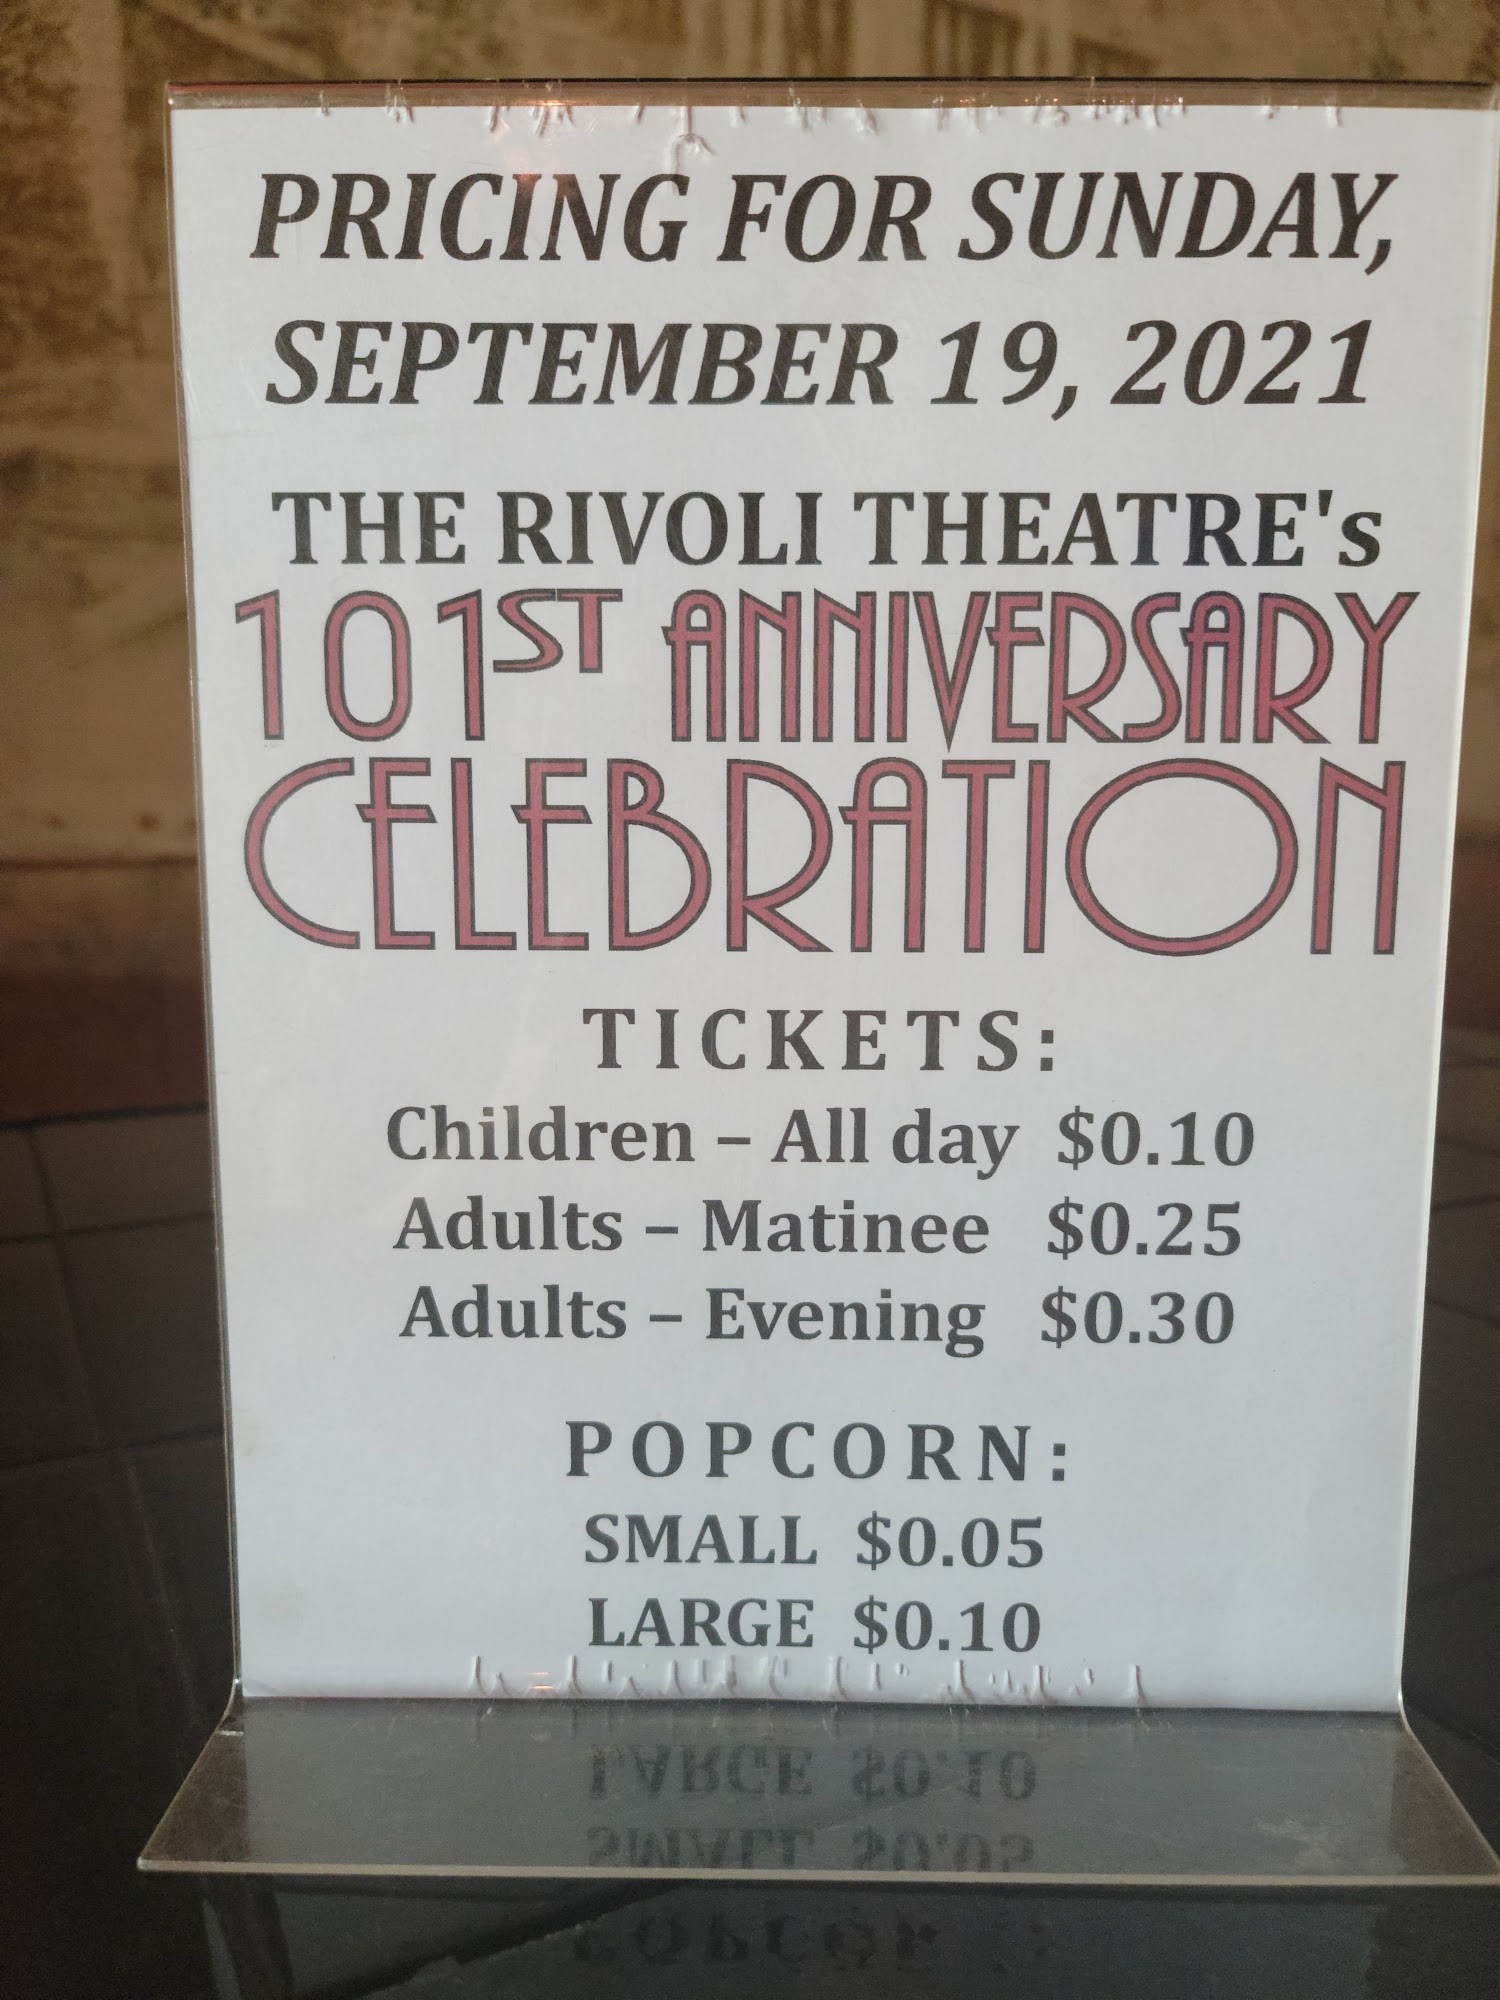 PRICING FOR SUNDAY,
SEPTEMBER 19, 2021
THE RIVOLI THEATRE's
101ST ANNIVERSARY
CELEBRATION
TICKETS:
Children – All day $0.10
Adults – Matinee $0.25
Adults – Evening $0.30
POPCORN:
SMALL $0.05
LARGE $0.10